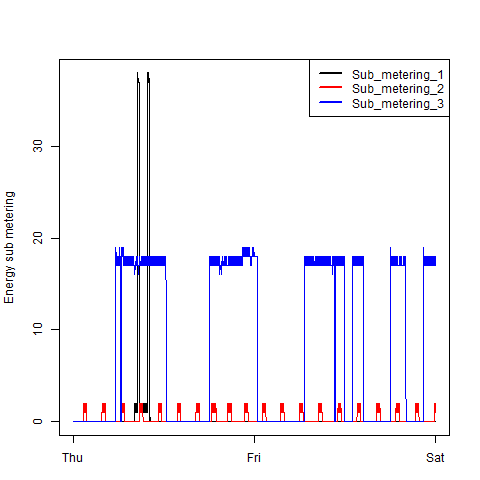 Sub_metering_1
Sub_metering_2
Sub_metering_3
Energy sub metering
30
20
10
0
Thu Fri Sat